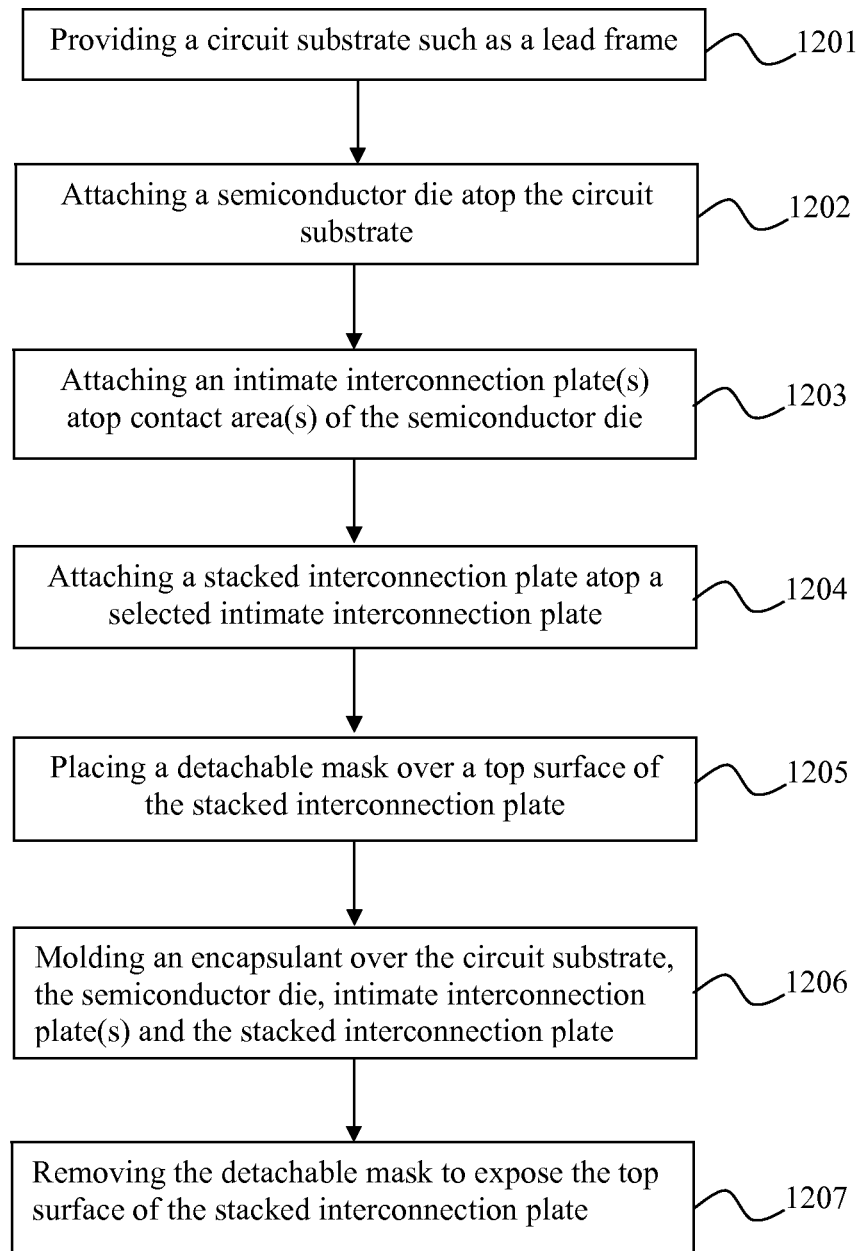 Providing a circuit substrate such as a lead frame
1201
Attaching a semiconductor die atop the circuit
substrate
1202
Attaching an intimate interconnection plate(s)
atop contact area(s) of the semiconductor die
1203
Attaching a stacked interconnection plate atop a
selected intimate interconnection plate
1204
Placing a detachable mask over a top surface of
the stacked interconnection plate
1205
Molding an encapsulant over the circuit substrate,
the semiconductor die, intimate interconnection
plate(s) and the stacked interconnection plate
1206
Removing the detachable mask to expose the top
surface of the stacked interconnection plate
1207